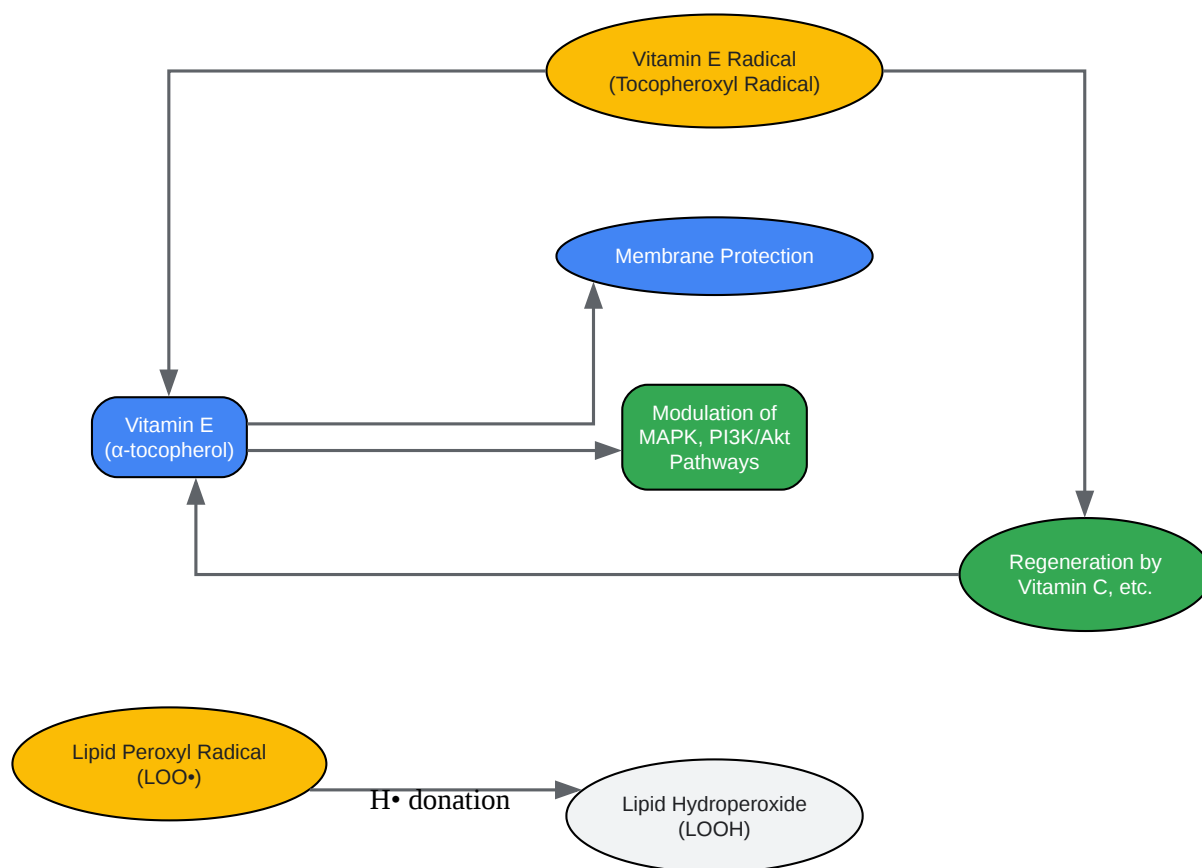 Vitamin E Radical
(Tocopheroxyl Radical)
Membrane Protection
Vitamin E
(α-tocopherol)
Modulation of
MAPK, PI3K/Akt
Pathways
Regeneration by
Vitamin C, etc.
Lipid Peroxyl Radical
(LOO•)
H• donation
Lipid Hydroperoxide
(LOOH)